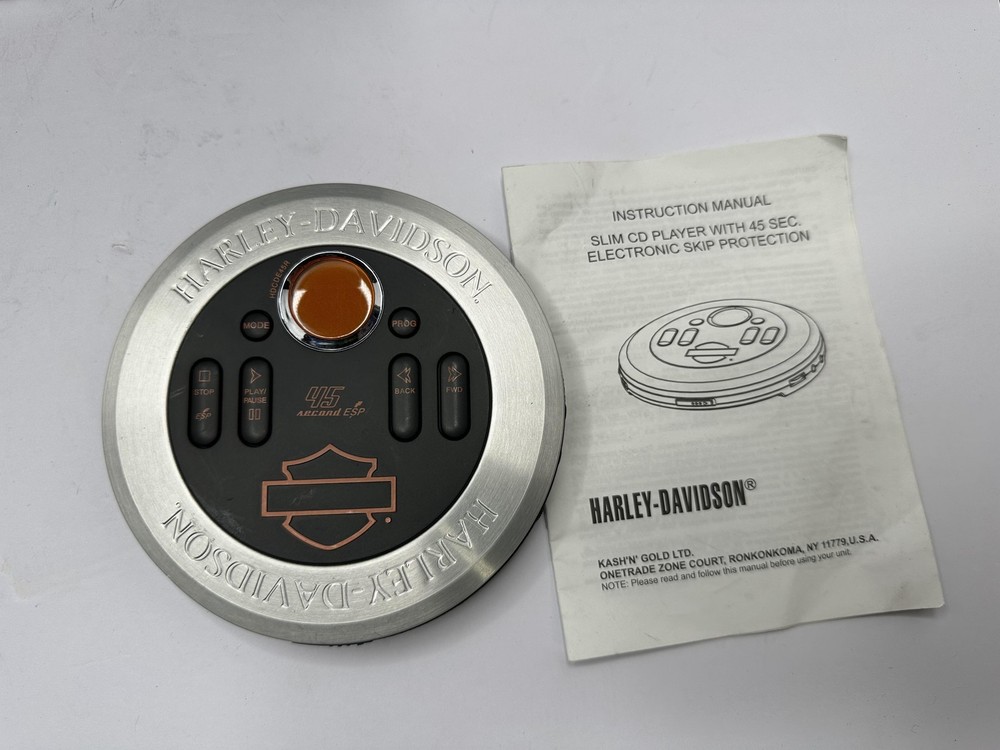 HARLEY-DAVIDSON.
HDCDE45R
MODE
PROG
STOP
ESP
PLAY/
PAUSE
BACK
FWD
45
second ESP
HARLEY-DAVIDSON.
INSTRUCTION MANUAL
SLIM CD PLAYER WITH 45 SEC.
ELECTRONIC SKIP PROTECTION
HARLEY-DAVIDSON®
KASH'N' GOLD LTD.
ONETRADE ZONE COURT, RONKONKOMA, NY 11779,U.S.A.
NOTE: Please read and follow this manual before using your unit.